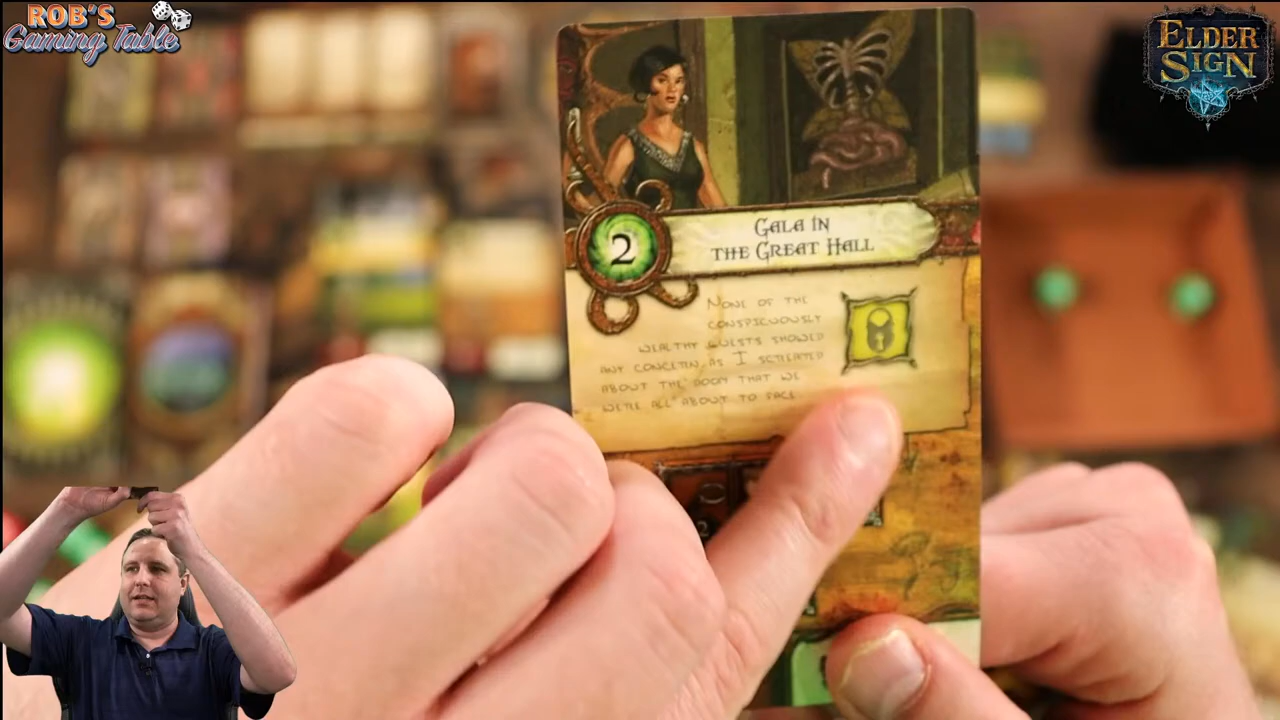 ROB'S
Gaming Table
ELDER
SIGN
2
GALA IN
THE GREAT HALL
NONE OF THE
CONSPICUOUSLY
WEALTHY GUESTS SHOWED
ANY CONCERN AS I SCREAMED
ABOUT THE DOOM THAT WE
WERE ALL ABOUT TO FACE
2